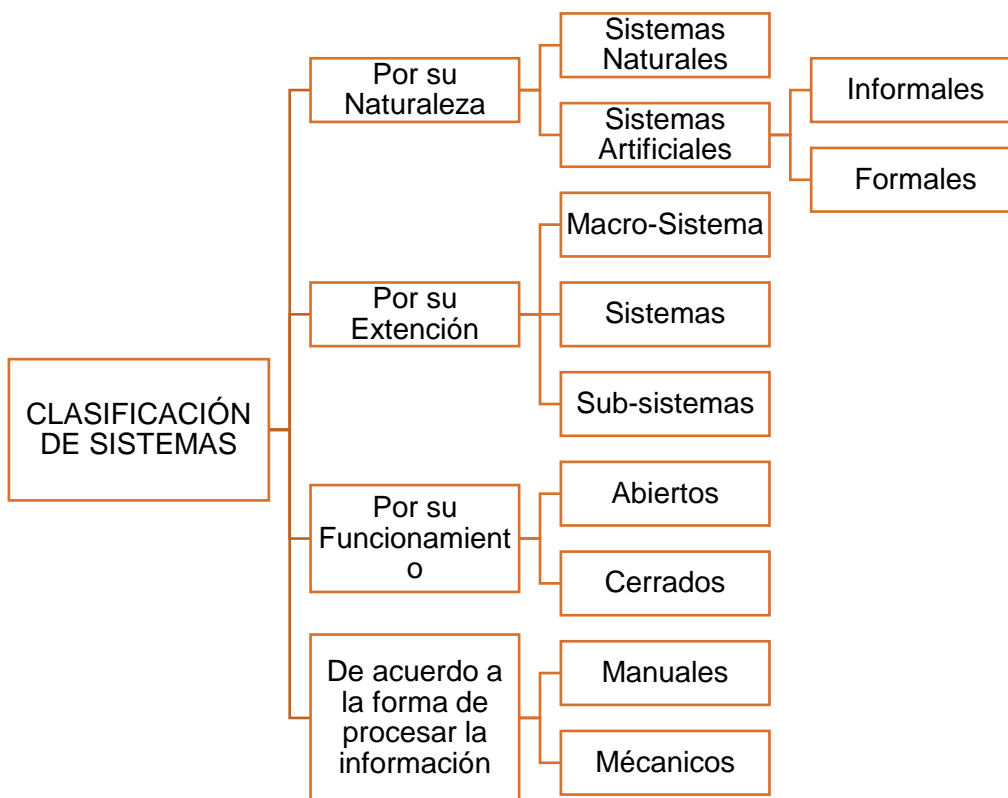 CLASIFICACIÓN
DE SISTEMAS
Por su
Naturaleza
Sistemas
Naturales
Sistemas
Artificiales
Informales
Formales
Por su
Extención
Macro-Sistema
Sistemas
Sub-sistemas
Por su
Funcionamient
o
Abiertos
Cerrados
De acuerdo a
la forma de
procesar la
información
Manuales
Mécanicos